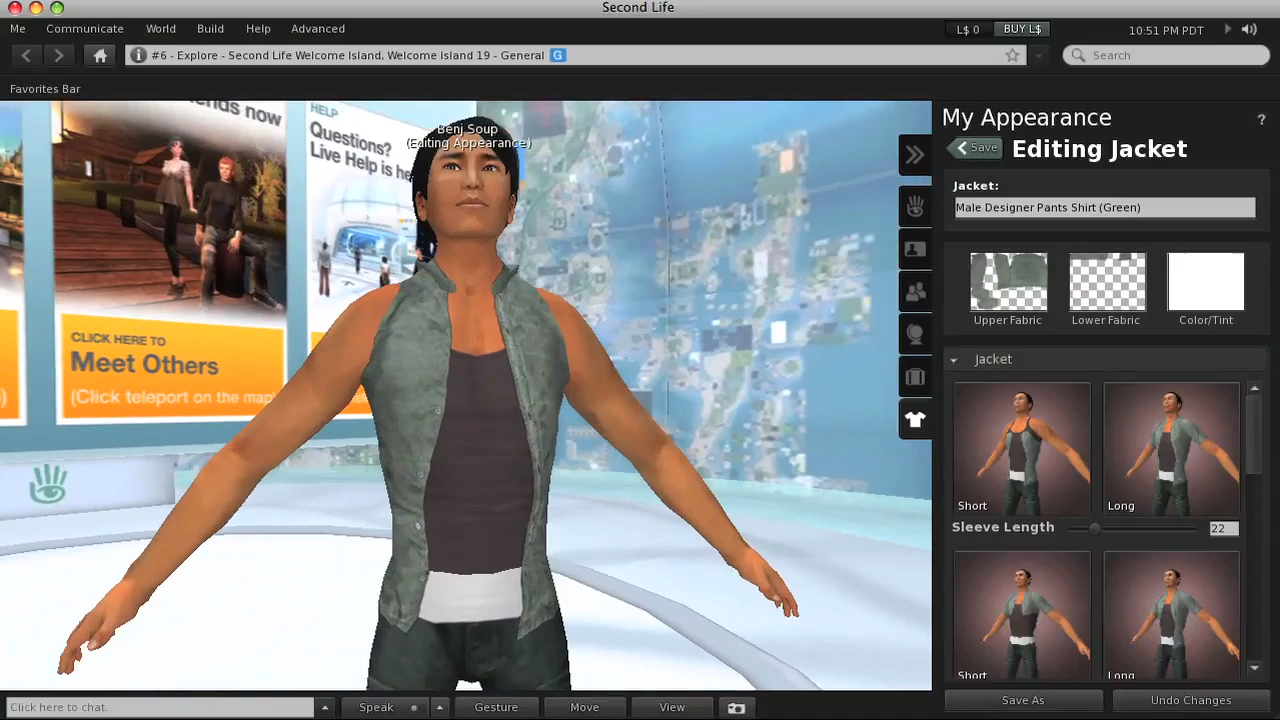 Second Life
Me Communicate World Build Help Advanced
L$ 0 BUY L$ 10:51 PM PDT
#6 - Explore - Second Life Welcome Island, Welcome Island 19 - General G
Search
Favorites Bar
now
CLICK HERE TO
Meet Others
(Click teleport on the map
)
HELP
Questions?
Live Help is
Benj Soup
(Editing Appearance)
My Appearance ?
Save Editing Jacket
Jacket:
Male Designer Pants Shirt (Green)
Upper Fabric Lower Fabric Color/Tint
Jacket
Short Long
Sleeve Length 22
Short Long
Save As Undo Changes
Click here to chat. Speak Gesture Move View